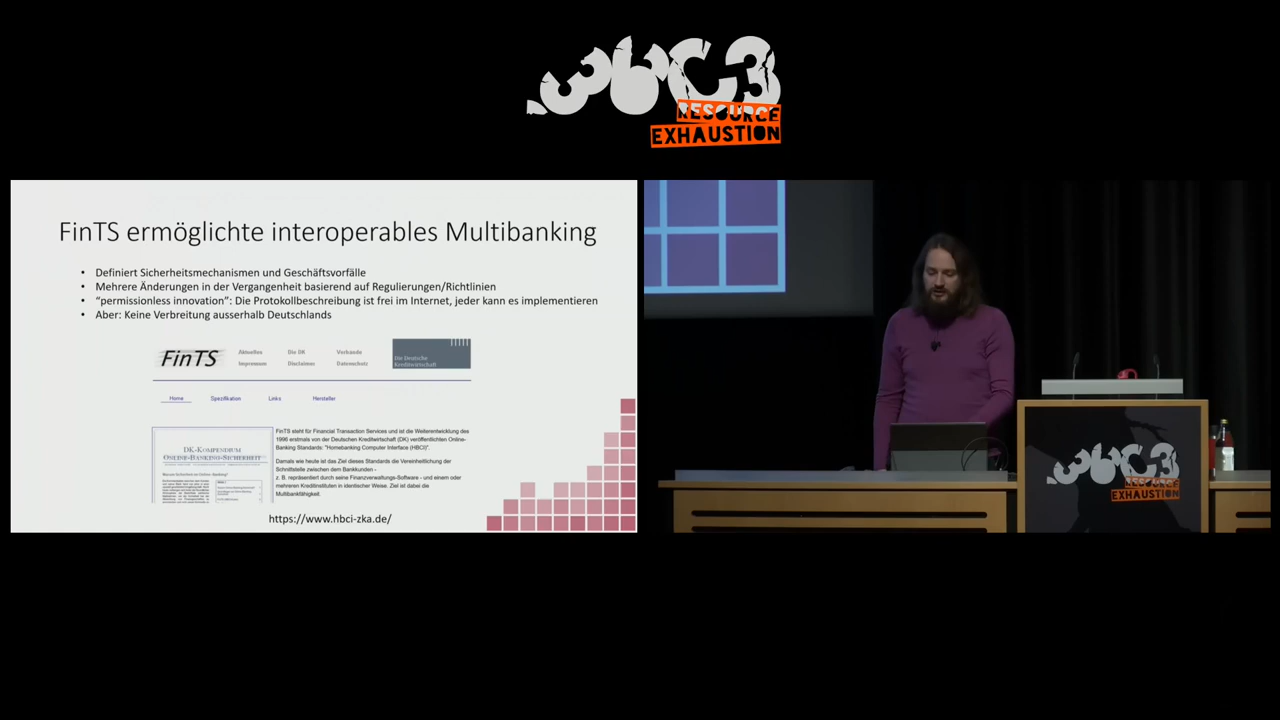 36C3
RESOURCE
EXHAUSTION
FinTS ermöglichte interoperables Multibanking
• Definiert Sicherheitsmechanismen und Geschäftsvorfälle
• Mehrere Änderungen in der Vergangenheit basierend auf Regulierungen/Richtlinien
• “permissionless innovation”: Die Protokollbeschreibung ist frei im Internet, jeder kann es implementieren
• Aber: Keine Verbreitung ausserhalb Deutschlands
FinTS
Aktuelles Die DK Verbände
Impressum Disclaimer Datenschutz
Die Deutsche
Kreditwirtschaft
Home Spezifikation Links Hersteller
DK-KOMPENDIUM
ONLINE-BANKING-SICHERHEIT
FinTS steht für Financial Transaction Services und ist die Weiterentwicklung des
1996 erstmals von der Deutschen Kreditwirtschaft (DK) veröffentlichten Online-
Banking Standards: "Homebanking Computer Interface (HBCI)".
Damals wie heute ist das Ziel dieses Standards die Vereinheitlichung der
Schnittstelle zwischen dem Bankkunden -
z. B. repräsentiert durch seine Finanzverwaltungs-Software - und einem oder
mehreren Kreditinstituten in identischer Weise. Ziel ist dabei die
Multibankfähigkeit.
https://www.hbci-zka.de/
36C3
RESOURCE
EXHAUSTION